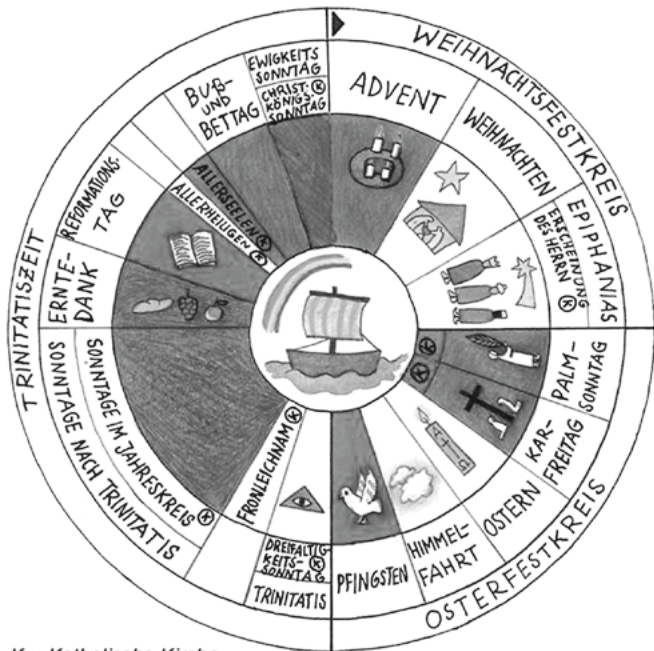 WEIHNACHTSFESTKREIS
ADVENT
WEIHNACHTEN
EPIPHANIAS
ERSCHEINUNG
DES HERRN Ⓚ
OSTERFESTKREIS
PALM-
SONNTAG
Ⓚ
KAR-
FREITAG
Ⓚ
OSTERN
HIMMEL-
FAHRT
PFINGSTEN
TRINITATISZEIT
DREIFALTIG-
KEITS-Ⓚ
SONNTAG
TRINITATIS
FRONLEICHNAM Ⓚ
SONNTAGE IM JAHRESKREIS Ⓚ
SONNTAGE NACH TRINITATIS
ERNTE-
DANK
REFORMATIONS-
TAG
ALLERHEILIGEN Ⓚ
ALLERSEELEN Ⓚ
BUß-
UND
BETTAG
EWIGKEITS
SONNTAG
CHRIST-Ⓚ
KÖNIGS-
SONNTAG